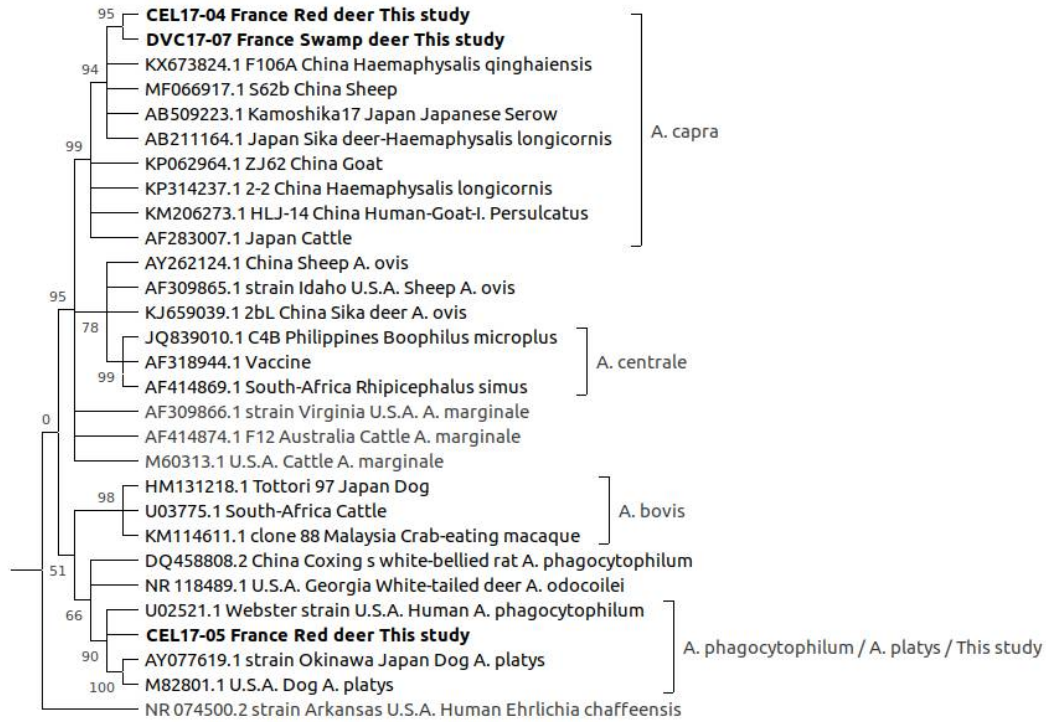 95
CEL17-04 France Red deer This study
DVC17-07 France Swamp deer This study
KX673824.1 F106A China Haemaphysalis qinghaiensis
94
MF066917.1 S62b China Sheep
AB509223.1 Kamoshika17 Japan Japanese Serow
A. capra
AB211164.1 Japan Sika deer-Haemaphysalis longicornis
99
KP062964.1 ZJ62 China Goat
KP314237.1 2-2 China Haemaphysalis longicornis
KM206273.1 HLJ-14 China Human-Goat-I. Persulcatus
AF283007.1 Japan Cattle
AY262124.1 China Sheep A. ovis
AF309865.1 strain Idaho U.S.A. Sheep A. ovis
95
KJ659039.1 2bL China Sika deer A. ovis
78
JQ839010.1 C4B Philippines Boophilus microplus
AF318944.1 Vaccine
A. centrale
99
AF414869.1 South-Africa Rhipicephalus simus
AF309866.1 strain Virginia U.S.A. A. marginale
0
AF414874.1 F12 Australia Cattle A. marginale
M60313.1 U.S.A. Cattle A. marginale
HM131218.1 Tottori 97 Japan Dog
98
U03775.1 South-Africa Cattle
A. bovis
KM114611.1 clone 88 Malaysia Crab-eating macaque
DQ458808.2 China Coxing s white-bellied rat A. phagocytophilum
51
NR 118489.1 U.S.A. Georgia White-tailed deer A. odocoilei
66
U02521.1 Webster strain U.S.A. Human A. phagocytophilum
CEL17-05 France Red deer This study
A. phagocytophilum / A. platys / This study
90
AY077619.1 strain Okinawa Japan Dog A. platys
100
M82801.1 U.S.A. Dog A. platys
NR 074500.2 strain Arkansas U.S.A. Human Ehrlichia chaffeensis